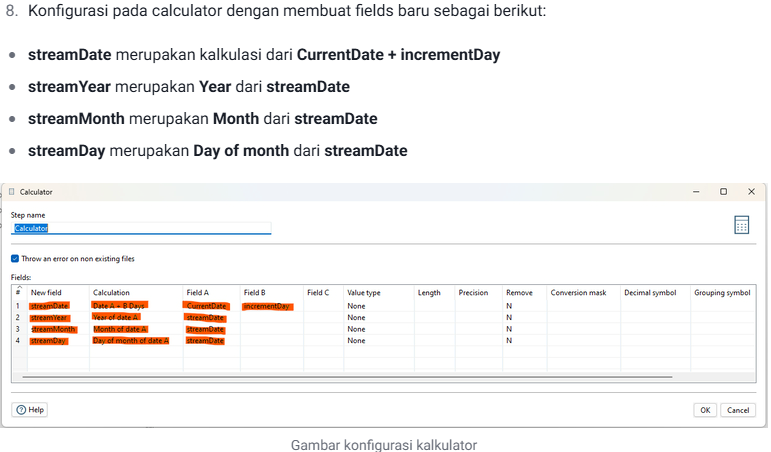 8. Konfigurasi pada calculator dengan membuat fields baru sebagai berikut:
• streamDate merupakan kalkulasi dari CurrentDate + incrementDay
• streamYear merupakan Year dari streamDate
• streamMonth merupakan Month dari streamDate
• streamDay merupakan Day of month dari streamDate
Calculator
Step name
Calculator
Throw an error on non existing files
Fields:
# New field Calculation Field A Field B Field C Value type Length Precision Remove Conversion mask Decimal symbol Grouping symbol
1 streamDate Date A + B Days CurrentDate incrementDay None N
2 streamYear Year of date A streamDate None N
3 streamMonth Month of date A streamDate None N
4 streamDay Day of month of date A streamDate None N
Help OK Cancel
Gambar konfigurasi kalkulator